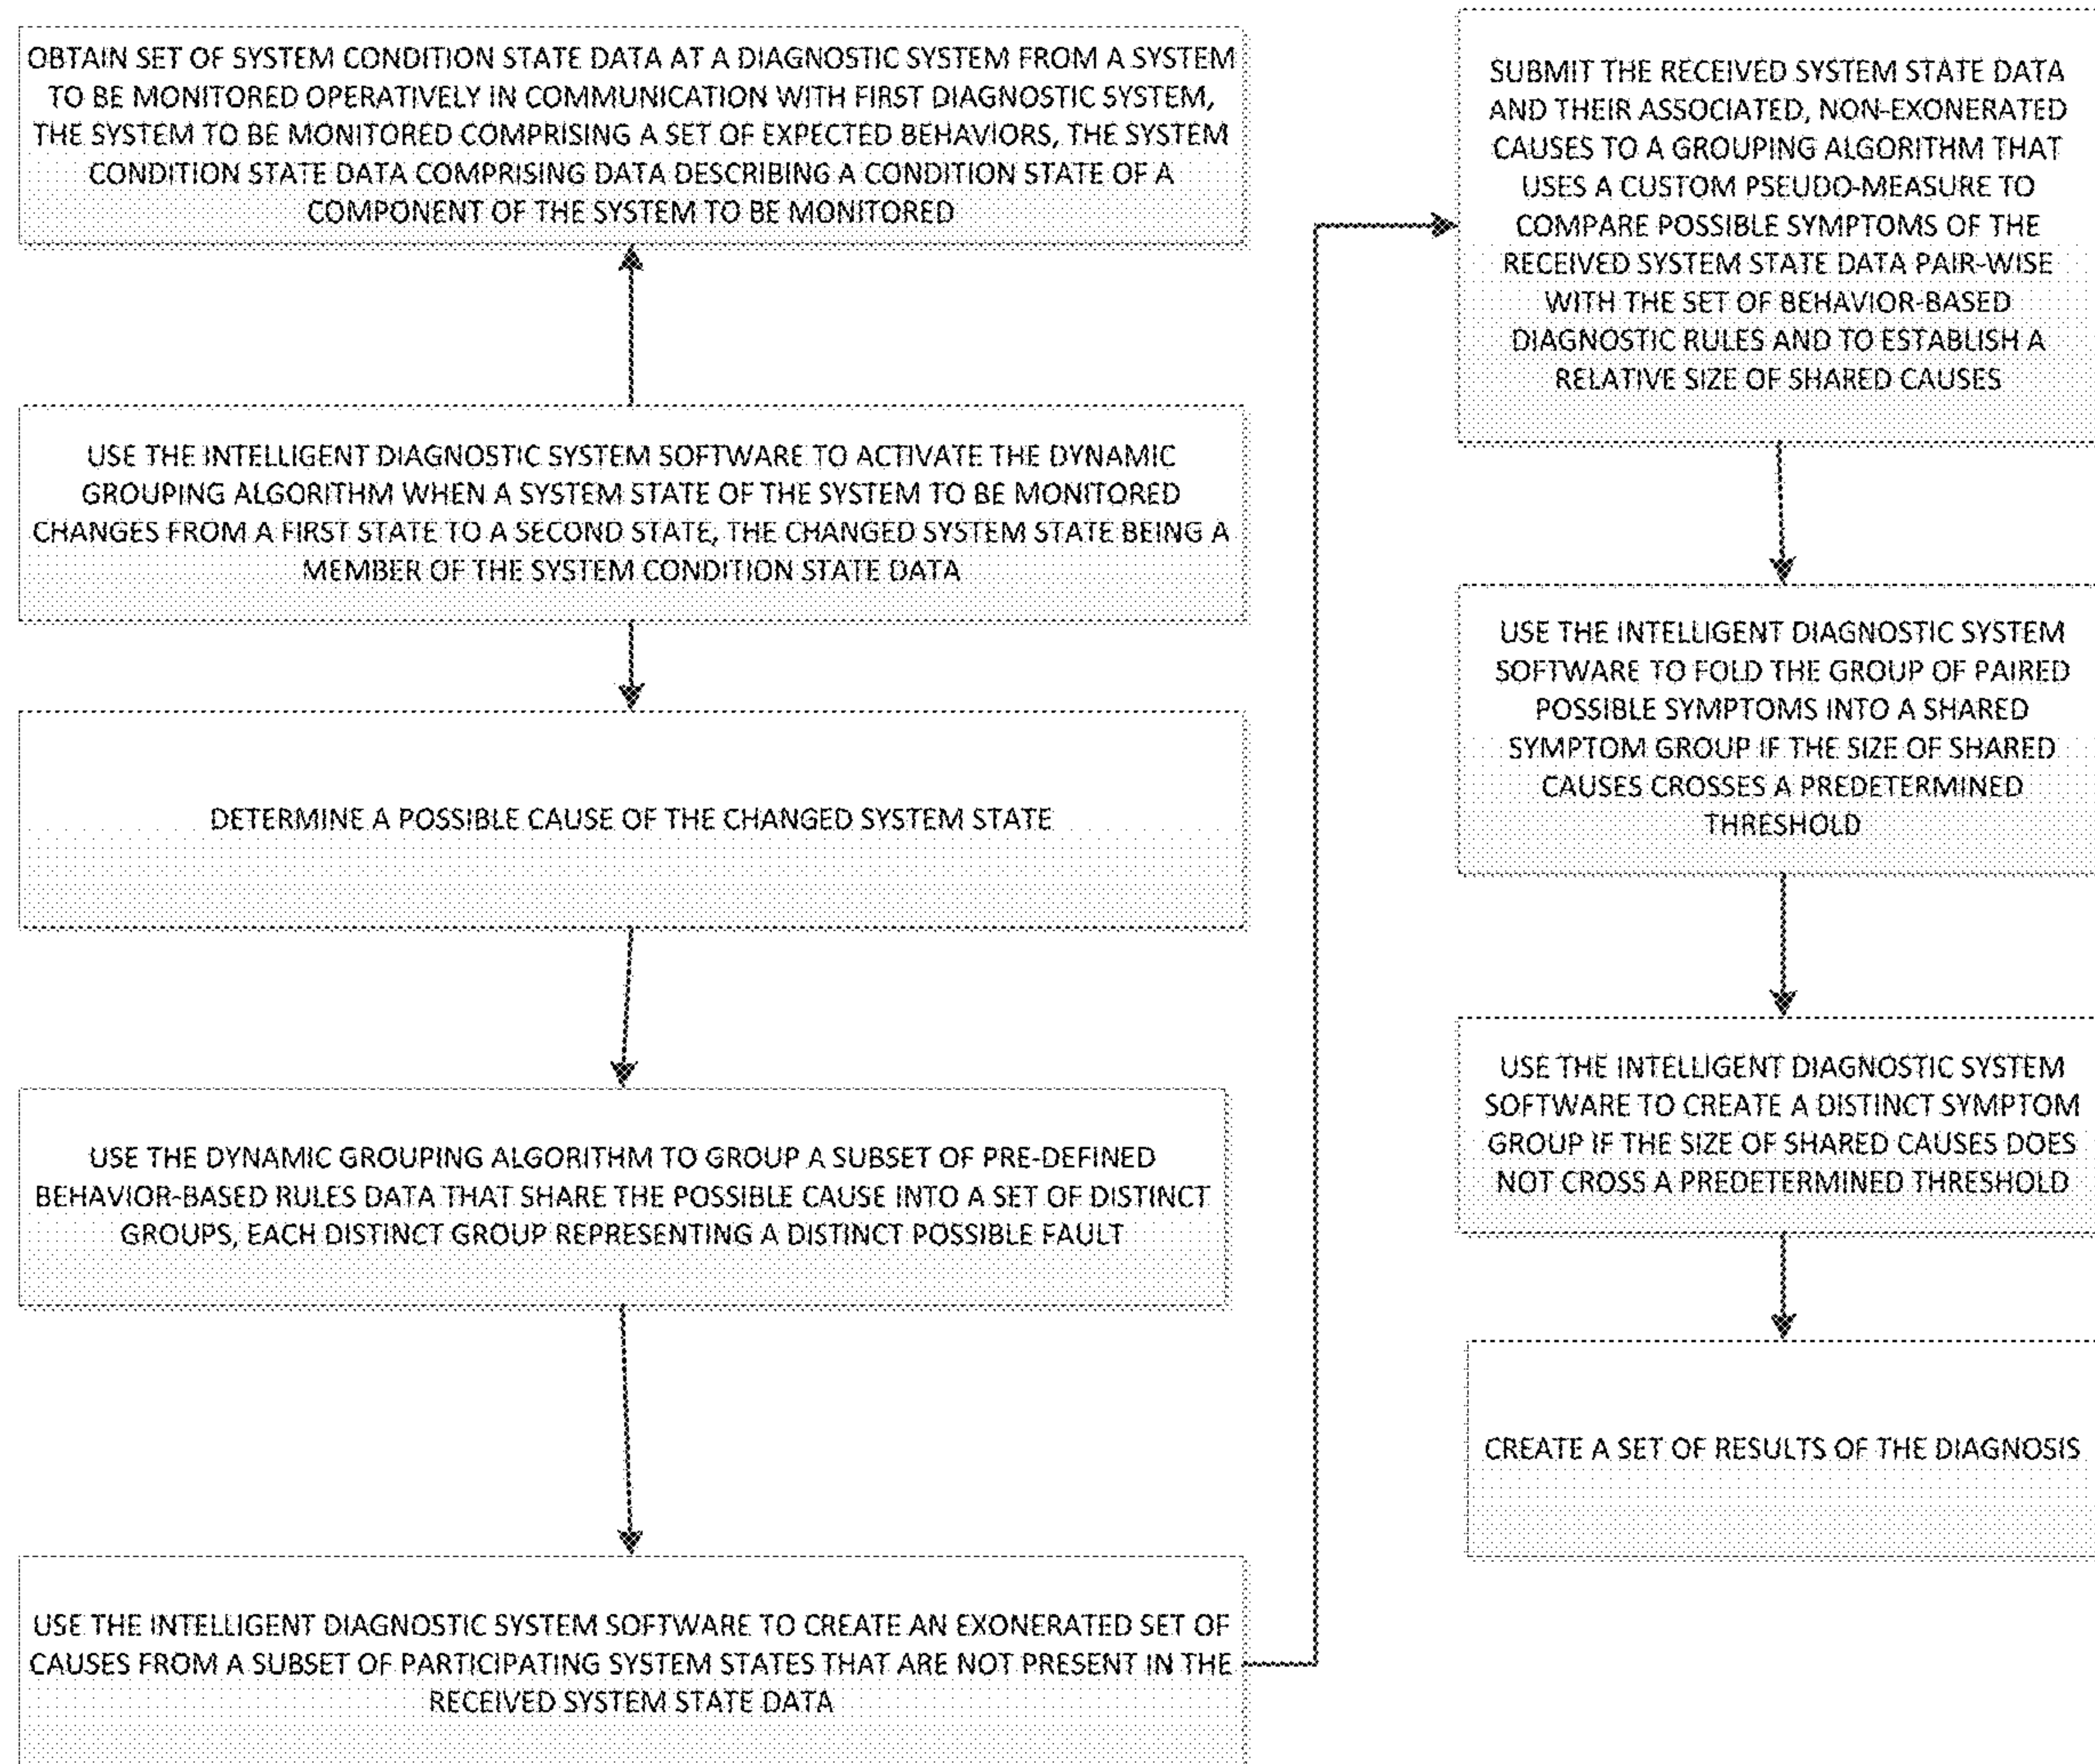 OBTAIN SET OF SYSTEM CONDITION STATE DATA AT A DIAGNOSTIC SYSTEM FROM A SYSTEM
TO BE MONITORED OPERATIVELY IN COMMUNICATION WITH FIRST DIAGNOSTIC SYSTEM,
THE SYSTEM TO BE MONITORED COMPRISING A SET OF EXPECTED BEHAVIORS, THE SYSTEM
CONDITION STATE DATA COMPRISING DATA DESCRIBING A CONDITION STATE OF A
COMPONENT OF THE SYSTEM TO BE MONITORED
USE THE INTELLIGENT DIAGNOSTIC SYSTEM SOFTWARE TO ACTIVATE THE DYNAMIC
GROUPING ALGORITHM WHEN A SYSTEM STATE OF THE SYSTEM TO BE MONITORED
CHANGES FROM A FIRST STATE TO A SECOND STATE, THE CHANGED SYSTEM STATE BEING A
MEMBER OF THE SYSTEM CONDITION STATE DATA
DETERMINE A POSSIBLE CAUSE OF THE CHANGED SYSTEM STATE
USE THE DYNAMIC GROUPING ALGORITHM TO GROUP A SUBSET OF PRE-DEFINED
BEHAVIOR-BASED RULES DATA THAT SHARE THE POSSIBLE CAUSE INTO A SET OF DISTINCT
GROUPS, EACH DISTINCT GROUP REPRESENTING A DISTINCT POSSIBLE FAULT
USE THE INTELLIGENT DIAGNOSTIC SYSTEM SOFTWARE TO CREATE AN EXONERATED SET OF
CAUSES FROM A SUBSET OF PARTICIPATING SYSTEM STATES THAT ARE NOT PRESENT IN THE
RECEIVED SYSTEM STATE DATA
SUBMIT THE RECEIVED SYSTEM STATE DATA
AND THEIR ASSOCIATED, NON-EXONERATED
CAUSES TO A GROUPING ALGORITHM THAT
USES A CUSTOM PSEUDO-MEASURE TO
COMPARE POSSIBLE SYMPTOMS OF THE
RECEIVED SYSTEM STATE DATA PAIR-WISE
WITH THE SET OF BEHAVIOR-BASED
DIAGNOSTIC RULES AND TO ESTABLISH A
RELATIVE SIZE OF SHARED CAUSES
USE THE INTELLIGENT DIAGNOSTIC SYSTEM
SOFTWARE TO FOLD THE GROUP OF PAIRED
POSSIBLE SYMPTOMS INTO A SHARED
SYMPTOM GROUP IF THE SIZE OF SHARED
CAUSES CROSSES A PREDETERMINED
THRESHOLD
USE THE INTELLIGENT DIAGNOSTIC SYSTEM
SOFTWARE TO CREATE A DISTINCT SYMPTOM
GROUP IF THE SIZE OF SHARED CAUSES DOES
NOT CROSS A PREDETERMINED THRESHOLD
CREATE A SET OF RESULTS OF THE DIAGNOSIS